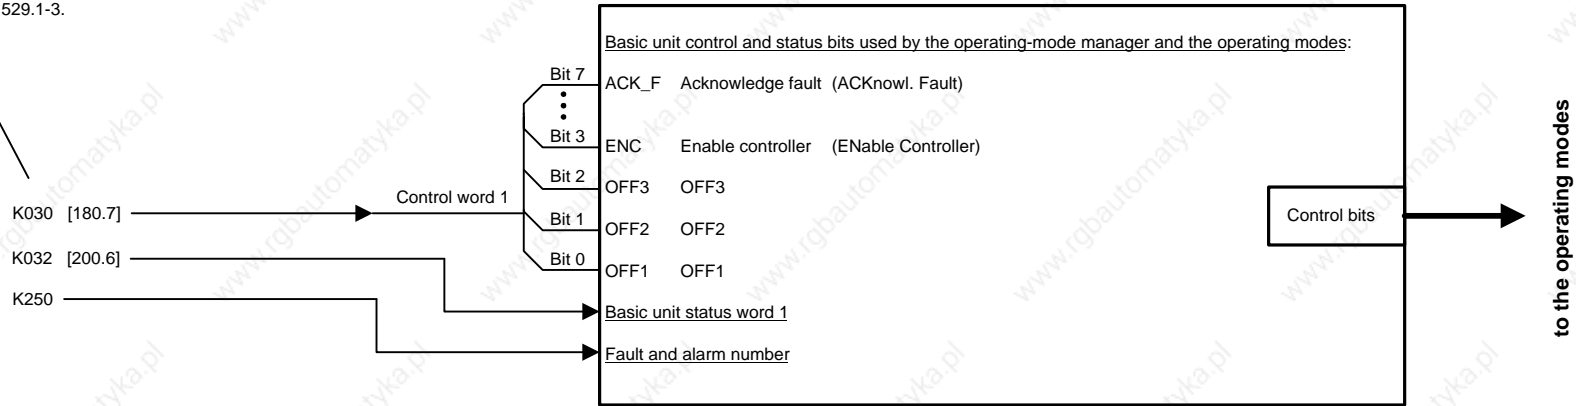 529.1-3.
Basic unit control and status bits used by the operating-mode manager and the operating modes:
Bit 7
ACK_F Acknowledge fault (ACKnowl. Fault)
Bit 3
ENC Enable controller (ENable Controller)
Bit 2
OFF3 OFF3
K030 [180.7]
Control word 1
Bit 1
OFF2 OFF2
Control bits
to the operating modes
K032 [200.6]
Bit 0
OFF1 OFF1
K250
Basic unit status word 1
Fault and alarm number
www.rgbautomatyka.pl